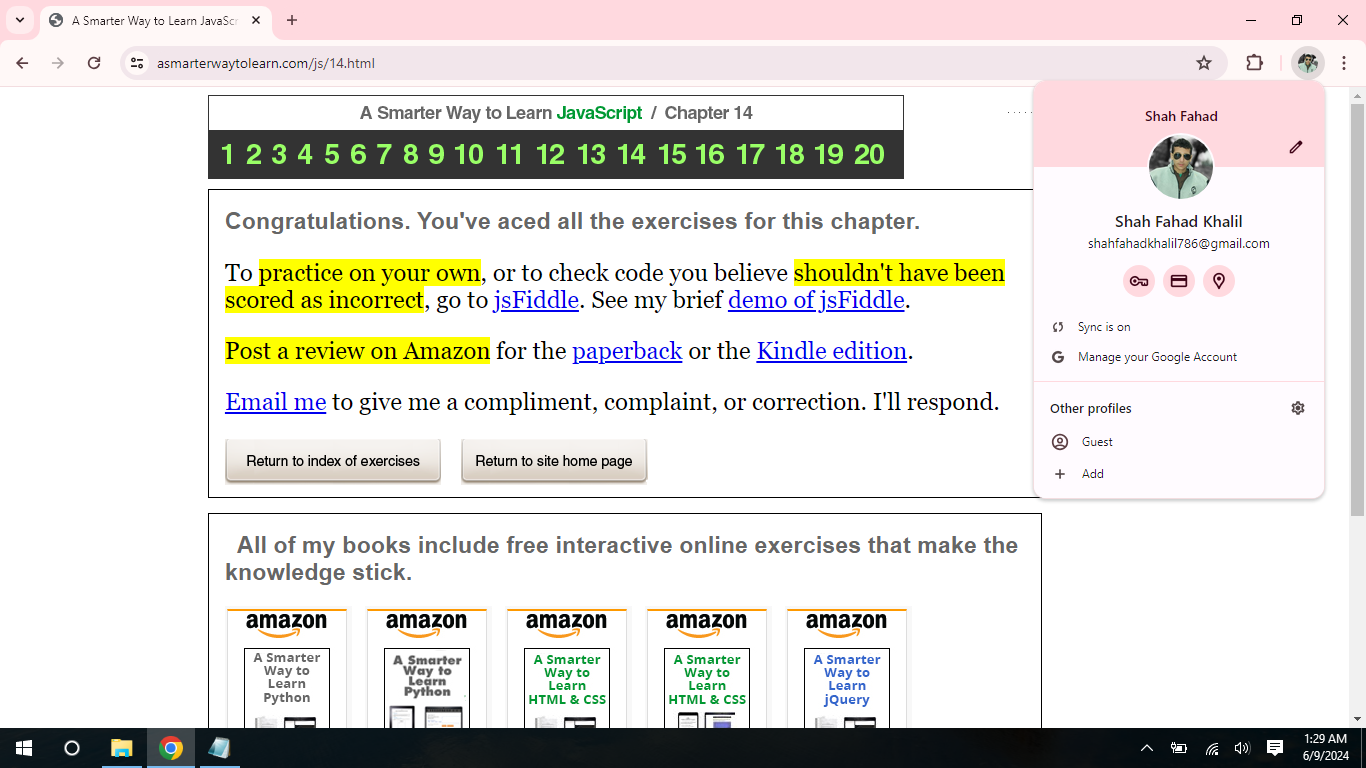 A Smarter Way to Learn JavaScr
asmarterwaytolearn.com/js/14.html
A Smarter Way to Learn JavaScript / Chapter 14
1 2 3 4 5 6 7 8 9 10 11 12 13 14 15 16 17 18 19 20
Congratulations. You've aced all the exercises for this chapter.
To practice on your own, or to check code you believe shouldn't have been
scored as incorrect, go to jsFiddle. See my brief demo of jsFiddle.
Post a review on Amazon for the paperback or the Kindle edition.
Email me to give me a compliment, complaint, or correction. I'll respond.
Return to index of exercises
Return to site home page
Shah Fahad
Shah Fahad Khalil
shahfahadkhalil786@gmail.com
Sync is on
Manage your Google Account
Other profiles
Guest
Add
All of my books include free interactive online exercises that make the
knowledge stick.
amazon
A Smarter
Way to
Learn
Python
amazon
A Smarter
Way to
Learn
Python
amazon
A Smarter
Way to
Learn
HTML & CSS
amazon
A Smarter
Way to
Learn
HTML & CSS
amazon
A Smarter
Way to
Learn
jQuery
1:29 AM
6/9/2024